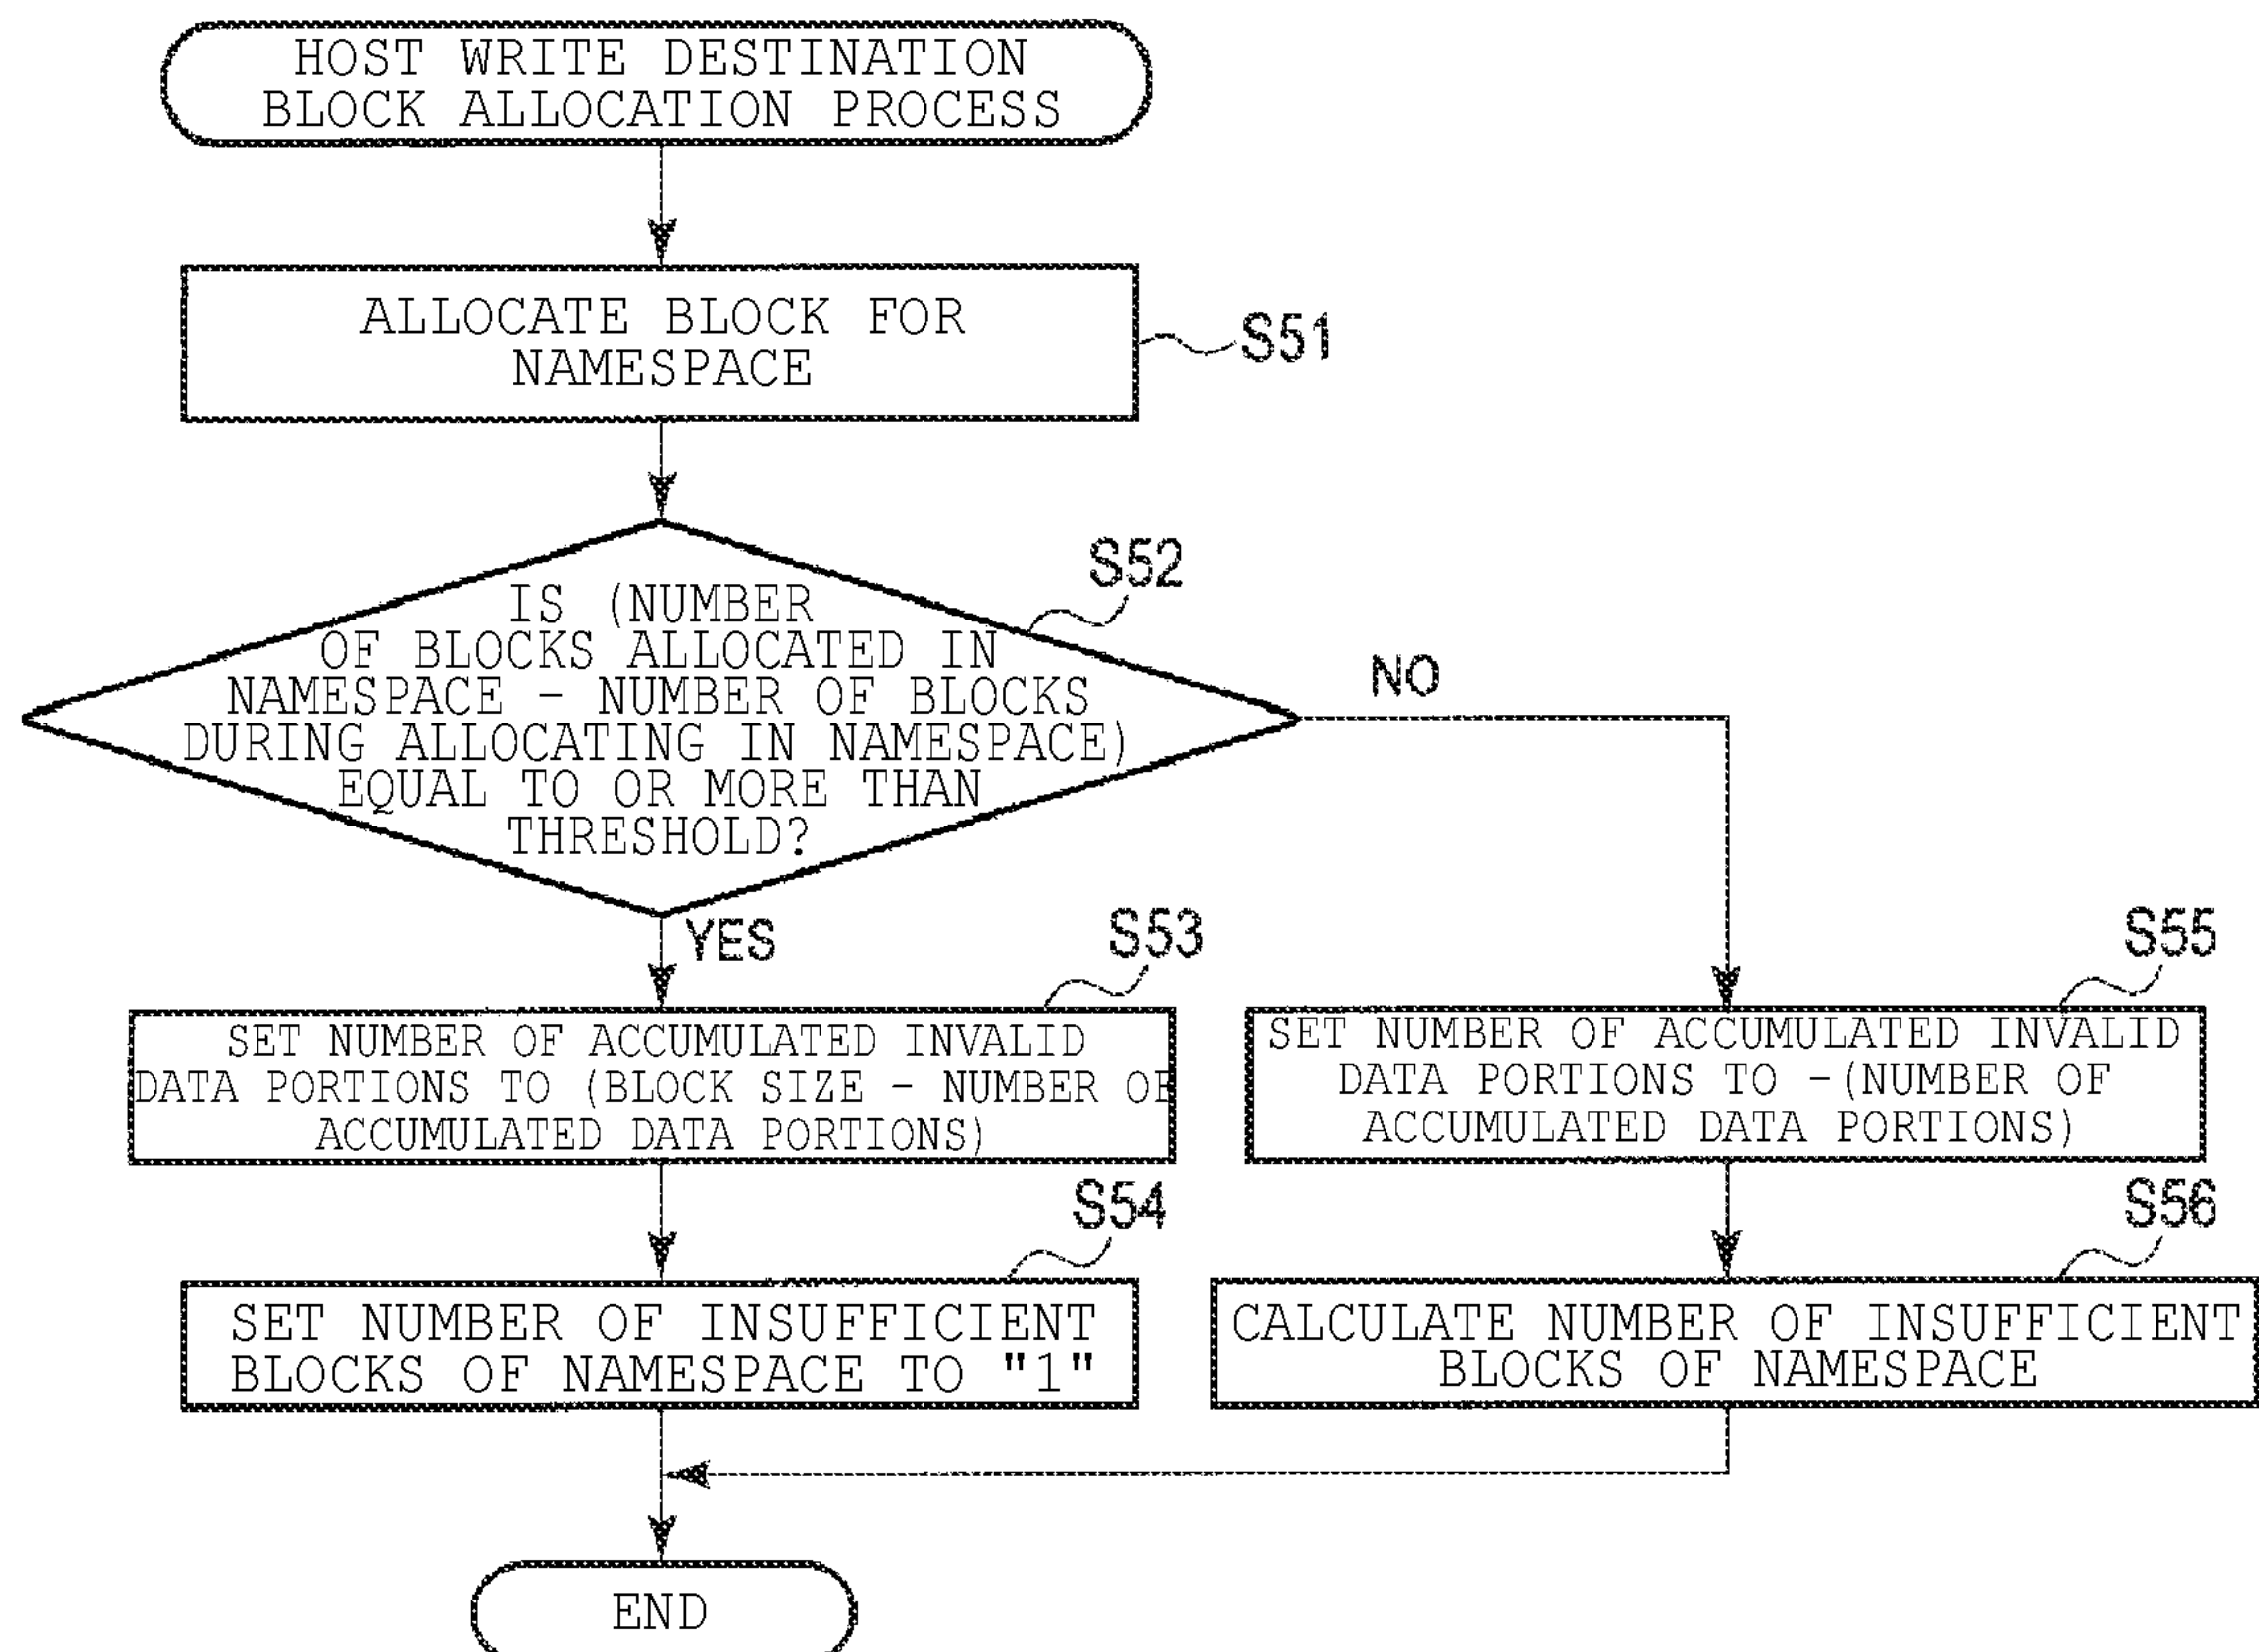 HOST WRITE DESTINATION
BLOCK ALLOCATION PROCESS
ALLOCATE BLOCK FOR
NAMESPACE
S51
S52
IS (NUMBER
OF BLOCKS ALLOCATED IN
NAMESPACE - NUMBER OF BLOCKS
DURING ALLOCATING IN NAMESPACE)
EQUAL TO OR MORE THAN
THRESHOLD?
NO
YES
S53
SET NUMBER OF ACCUMULATED INVALID
DATA PORTIONS TO (BLOCK SIZE - NUMBER OF
ACCUMULATED DATA PORTIONS)
S55
SET NUMBER OF ACCUMULATED INVALID
DATA PORTIONS TO -(NUMBER OF
ACCUMULATED DATA PORTIONS)
S54
SET NUMBER OF INSUFFICIENT
BLOCKS OF NAMESPACE TO "1"
S56
CALCULATE NUMBER OF INSUFFICIENT
BLOCKS OF NAMESPACE
END